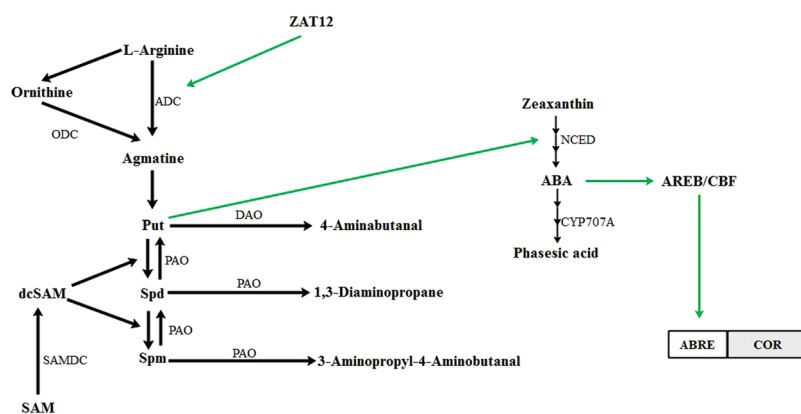 ZAT12
L-Arginine
Ornithine
ADC
ODC
Agmatine
Zeaxanthin
NCED
ABA
AREB/CBF
CYP707A
Phasesic acid
Put
DAO
4-Aminabutanal
PAO
dcSAM
Spd
PAO
1,3-Diaminopropane
PAO
SAMDC
Spm
PAO
3-Aminopropyl-4-Aminobutanal
SAM
ABRE
COR